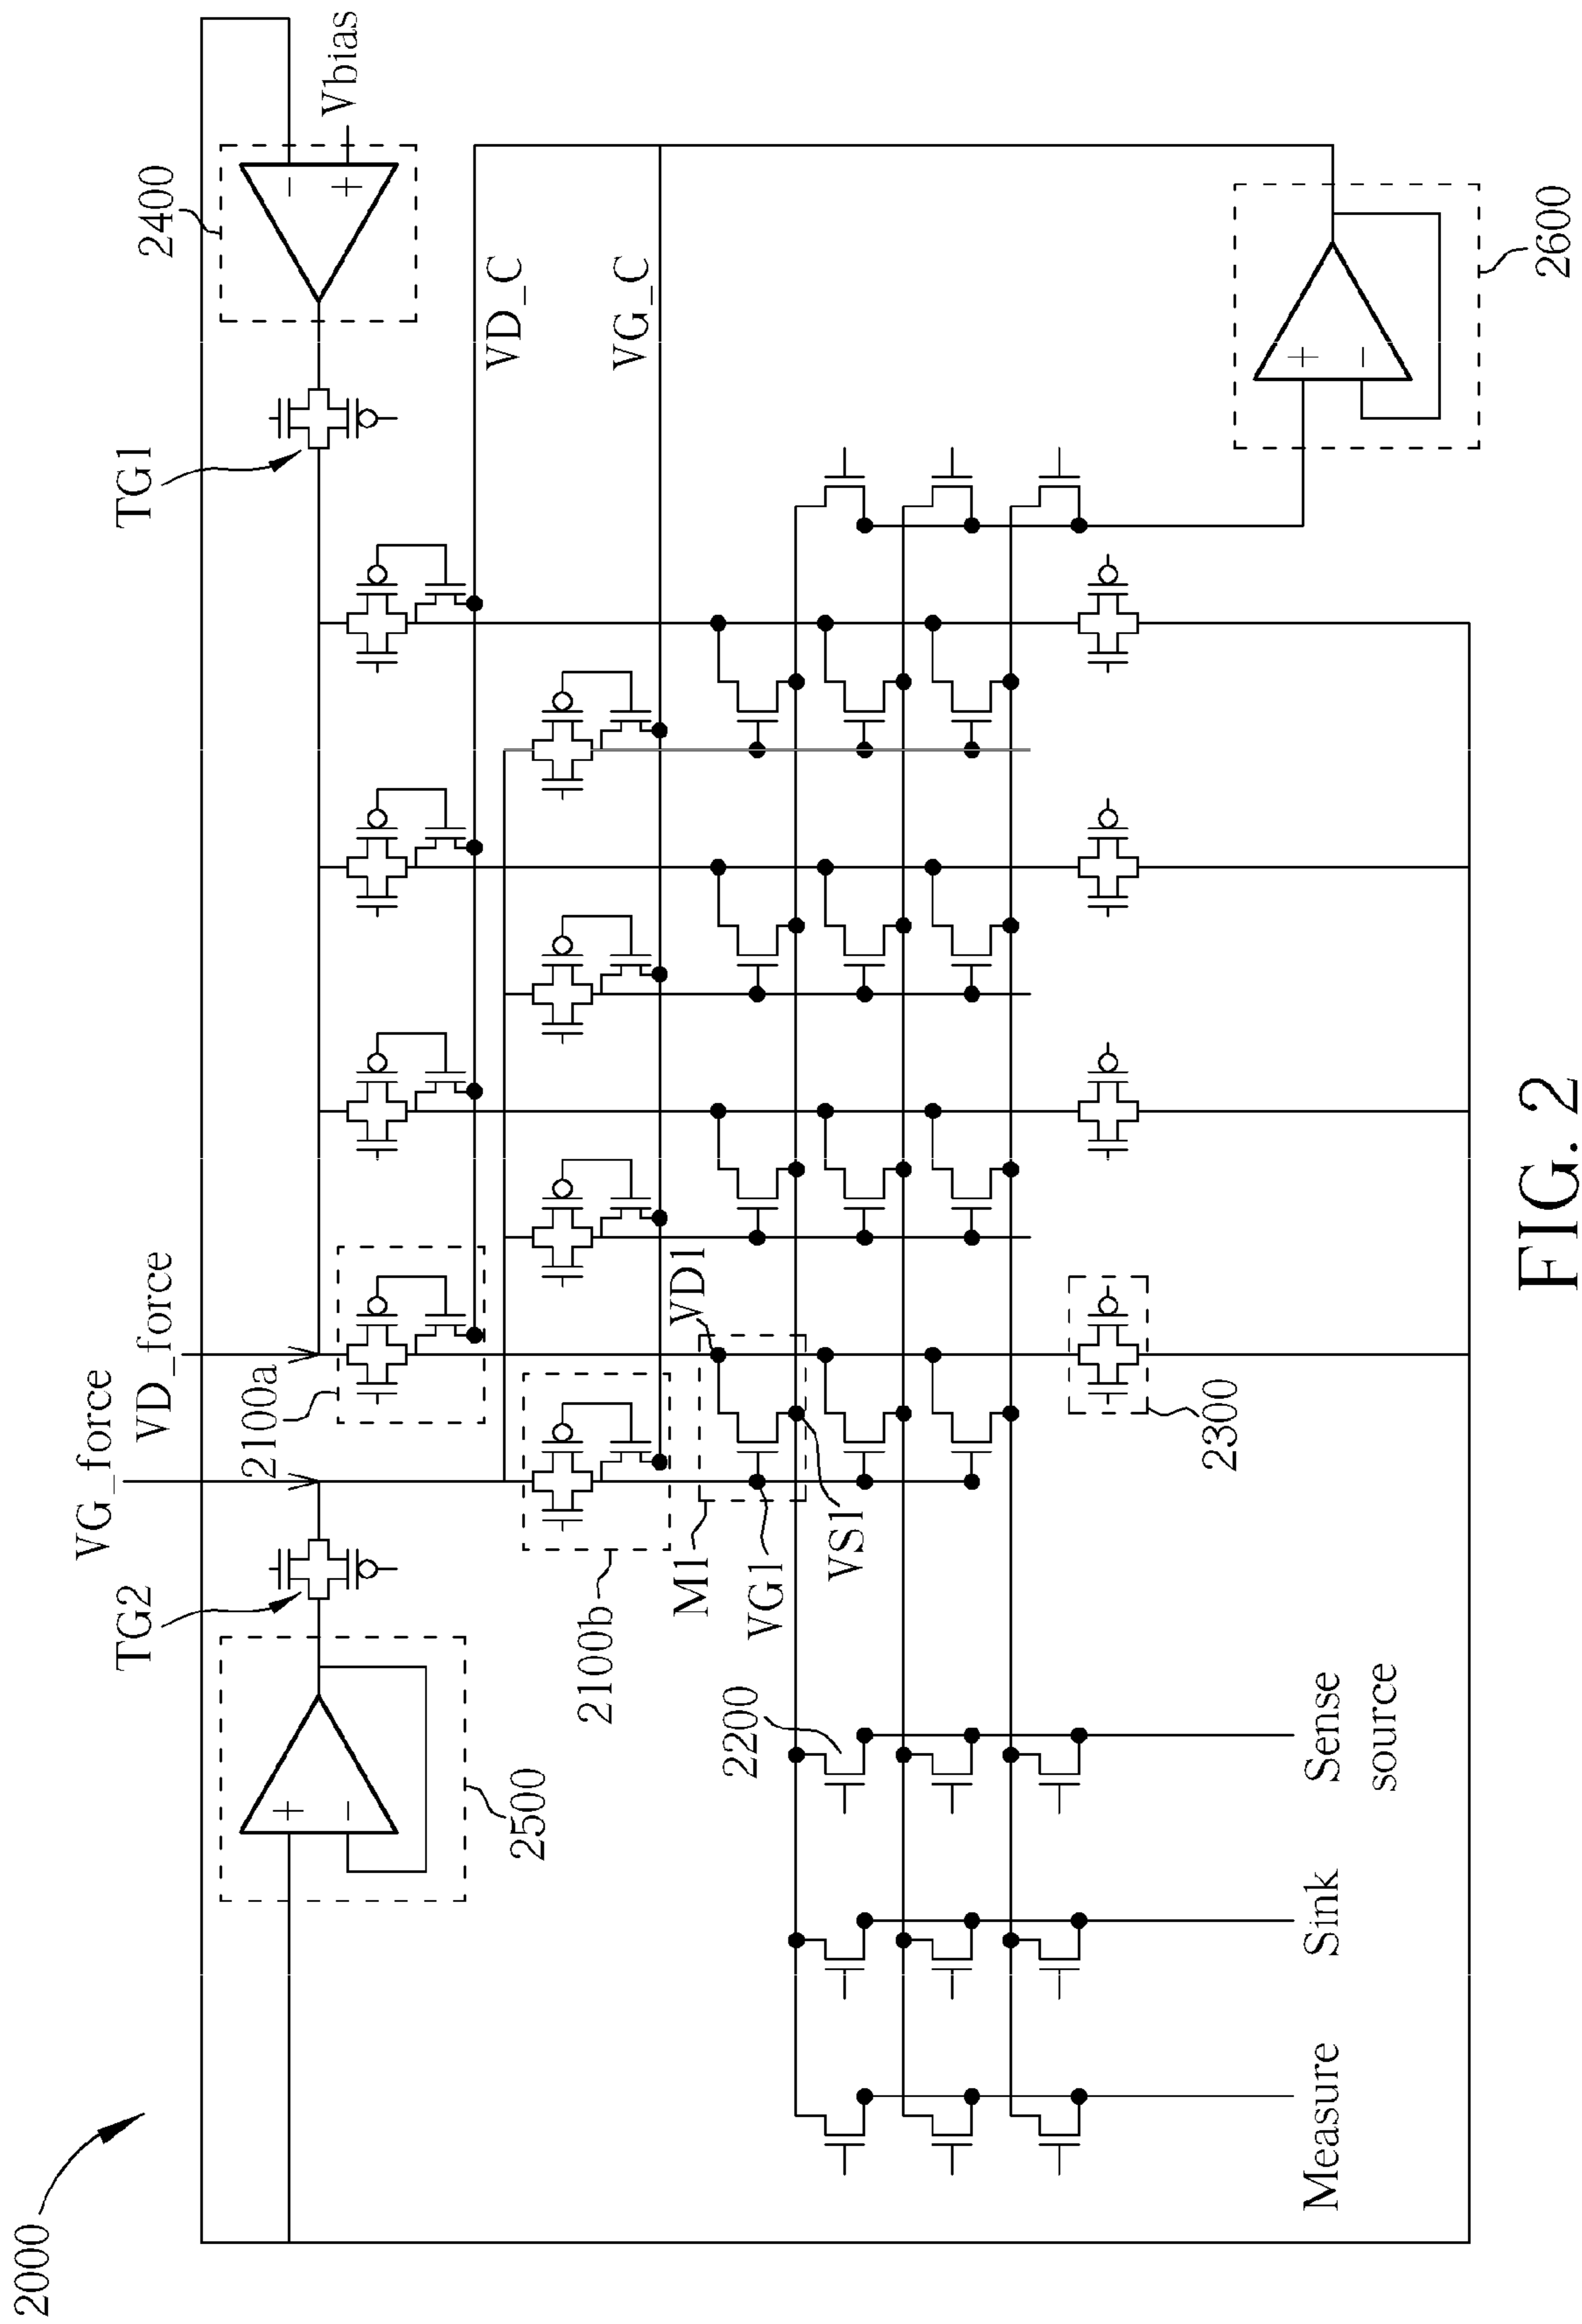 2000
VG_force
VD_force
TG2
TG1
2400
Vbias
2100a
2500
VD_C
2100b
VG_C
M1
VD1
VG1
VS1
2200
2300
Measure
Sink
Sense
source
2600
FIG. 2
−
+
+
−
+
−